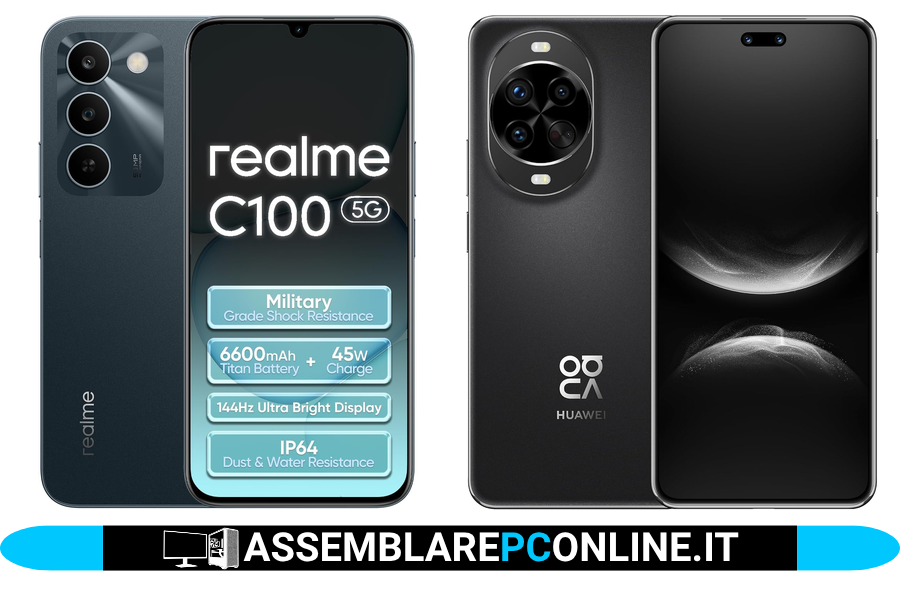 realme
C100 5G
Military
Grade Shock Resistance
6600mAh
Titan Battery
+
45W
Charge
144Hz Ultra Bright Display
IP64
Dust & Water Resistance
realme
HUAWEI
ASSEMBLAREPCONLINE.IT